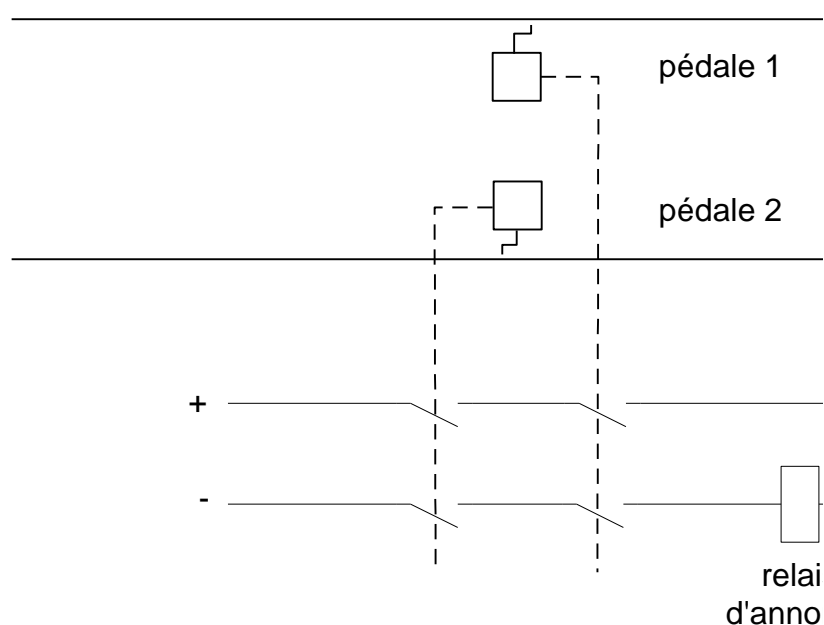 pédale 1
pédale 2
+
-
relai
d'anno